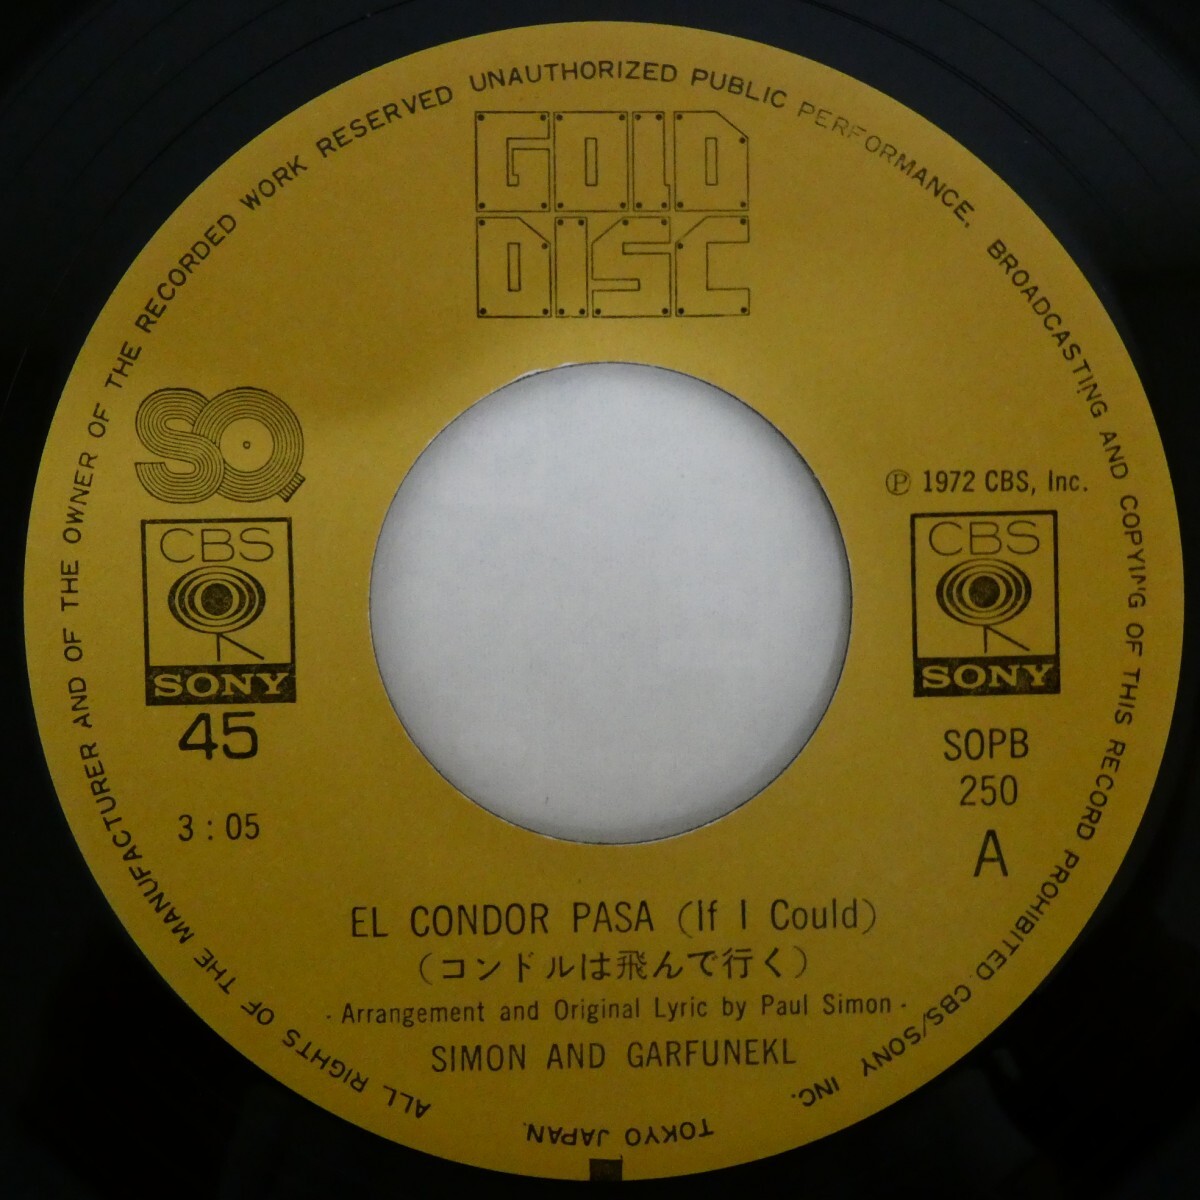 ALL RIGHTS OF THE MANUFACTURER AND OF THE OWNER OF THE RECORDED WORK RESERVED UNAUTHORIZED PUBLIC PERFORMANCE. BROADCASTING AND COPYING OF THIS RECORD PROHIBITED. CBS/SONY INC. TOKYO JAPAN.
GOLD
DISC
SQ
CBS
SONY
45
3:05
℗ 1972 CBS, Inc.
CBS
SONY
SOPB
250
A
EL CONDOR PASA (If I Could)
(コンドルは飛んで行く)
- Arrangement and Original Lyric by Paul Simon -
SIMON AND GARFUNEKL